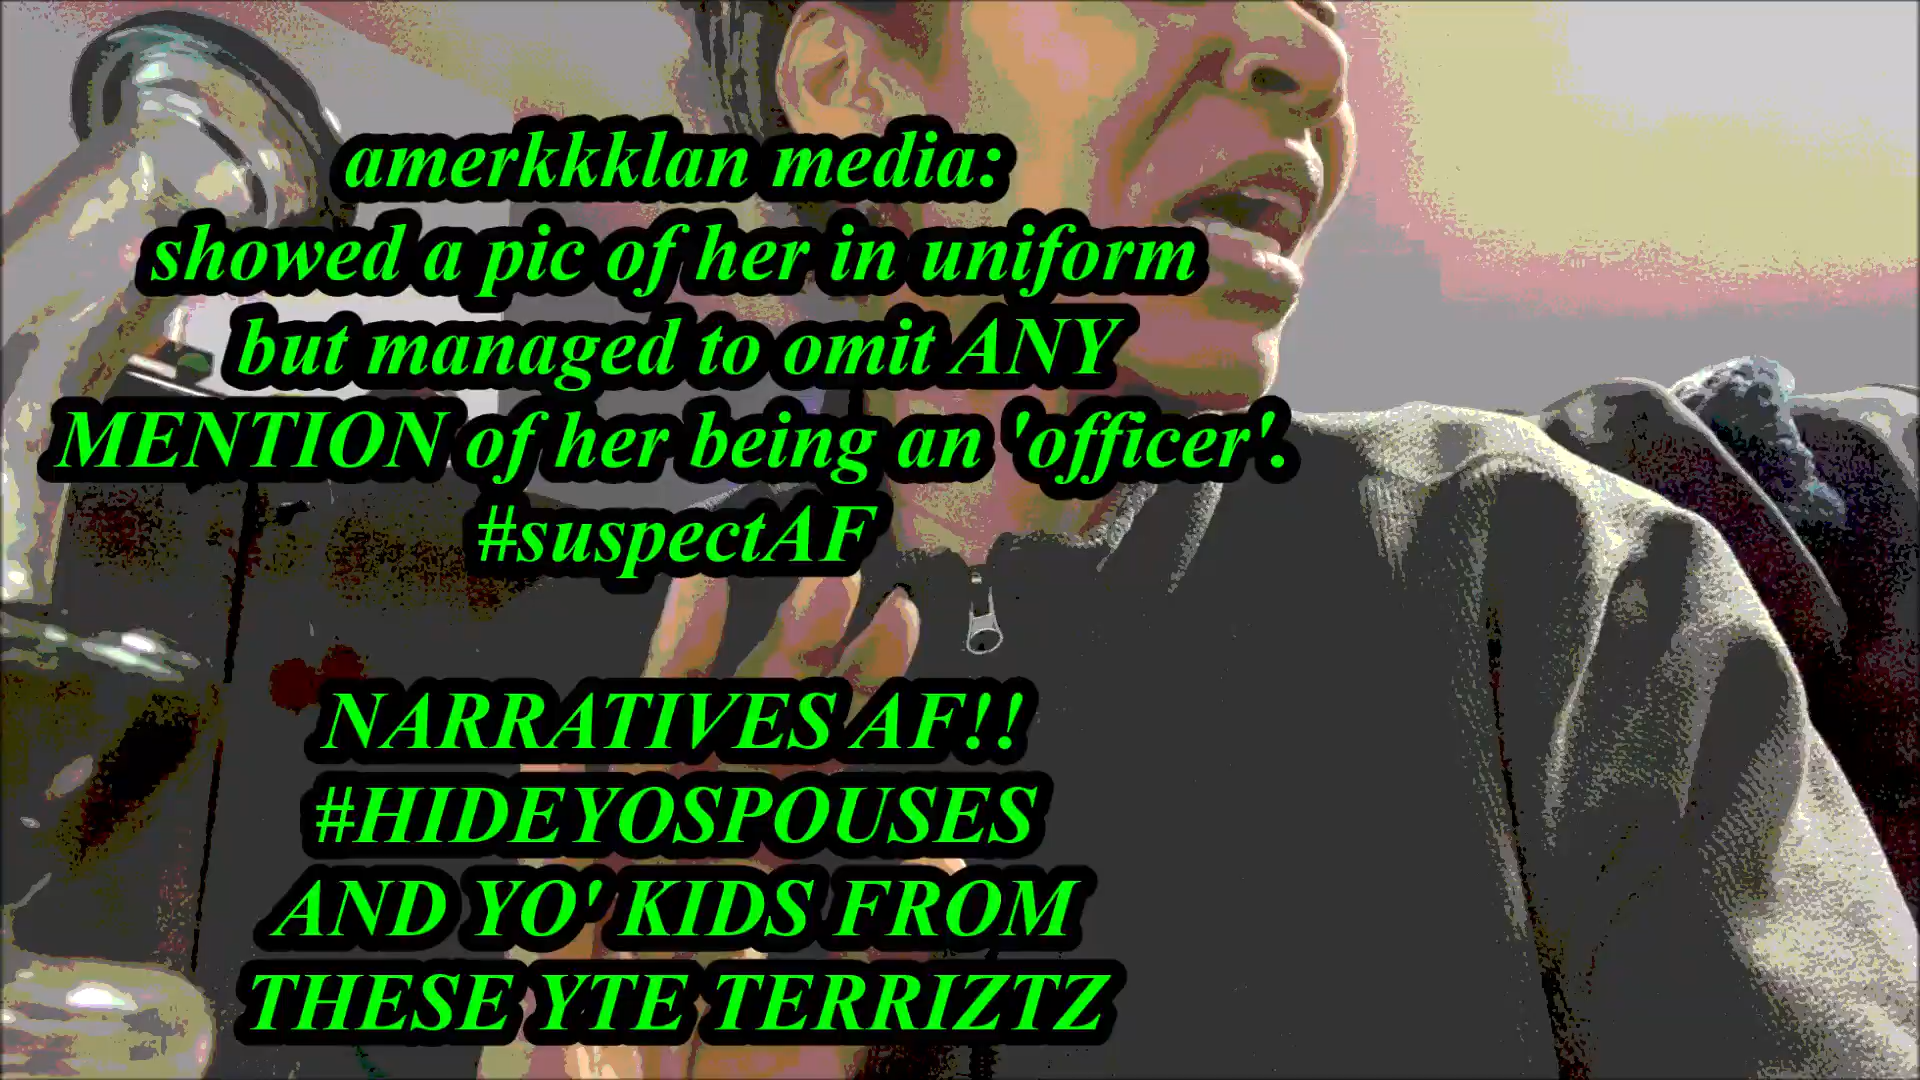 amerkkklan media:
showed a pic of her in uniform
but managed to omit ANY
MENTION of her being an 'officer'.
#suspectAF
NARRATIVES AF!!
#HIDEYOSPOUSES
AND YO' KIDS FROM
THESE YTE TERRIZTZ